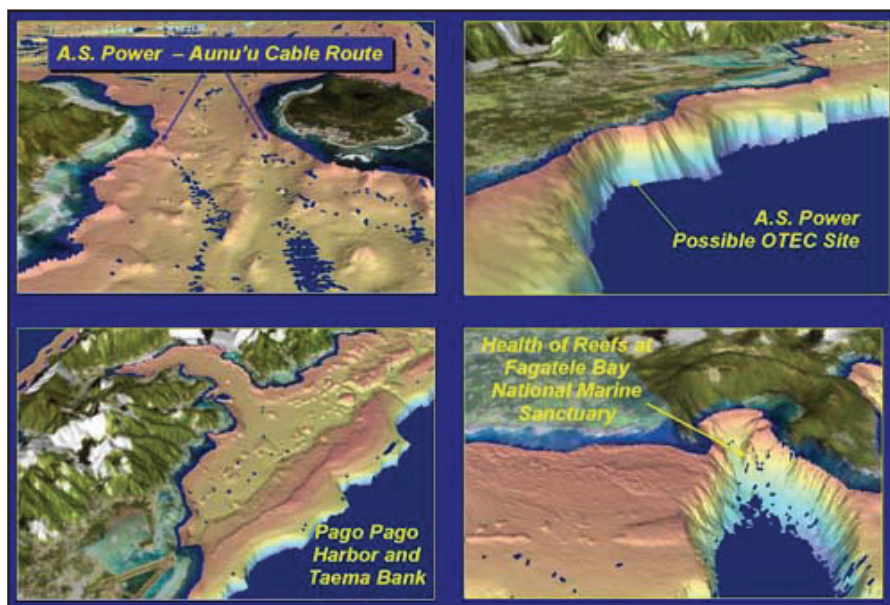 A.S. Power – Aunu'u Cable Route
A.S. Power
Possible OTEC Site
Pago Pago
Harbor and
Taema Bank
Health of Reefs at
Fagatele Bay
National Marine
Sanctuary